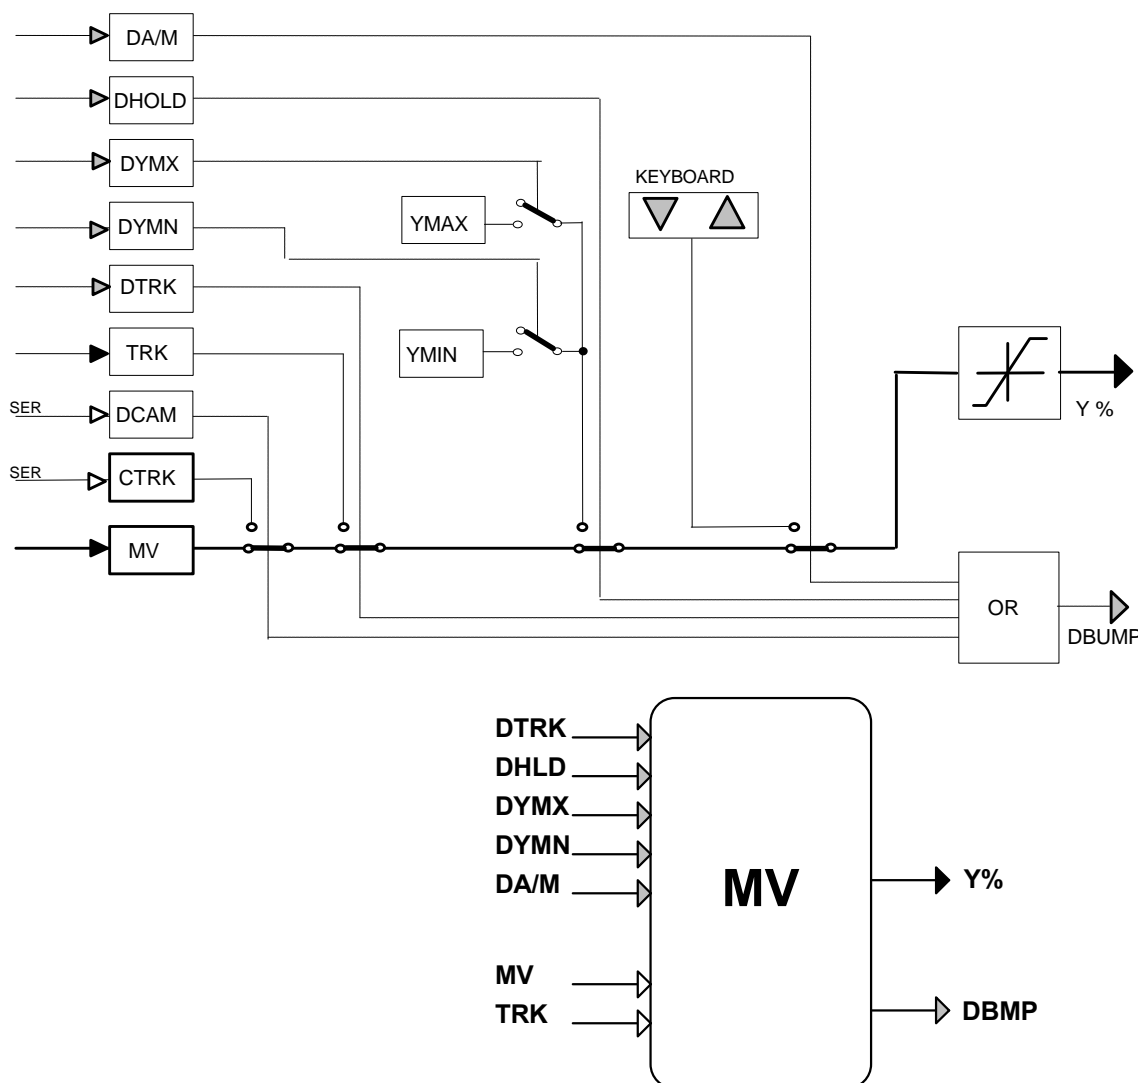 DA/M
DHOLD
DYMX
KEYBOARD
YMAX
DYMN
DTRK
TRK
YMIN
SER
DCAM
Y %
SER
CTRK
MV
OR
DBUMP
DTRK
DHLD
DYMX
DYMN
DA/M
MV
Y%
MV
TRK
DBMP